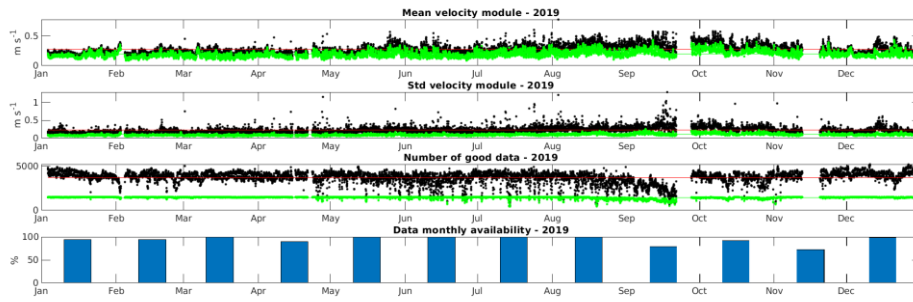 Mean velocity module - 2019
m s⁻¹
0.5
0
Jan Feb Mar Apr May Jun Jul Aug Sep Oct Nov Dec
Std velocity module - 2019
m s⁻¹
1
0.5
0
Jan Feb Mar Apr May Jun Jul Aug Sep Oct Nov Dec
Number of good data - 2019
5000
0
Jan Feb Mar Apr May Jun Jul Aug Sep Oct Nov Dec
Data monthly availability - 2019
%
100
50
0
Jan Feb Mar Apr May Jun Jul Aug Sep Oct Nov Dec